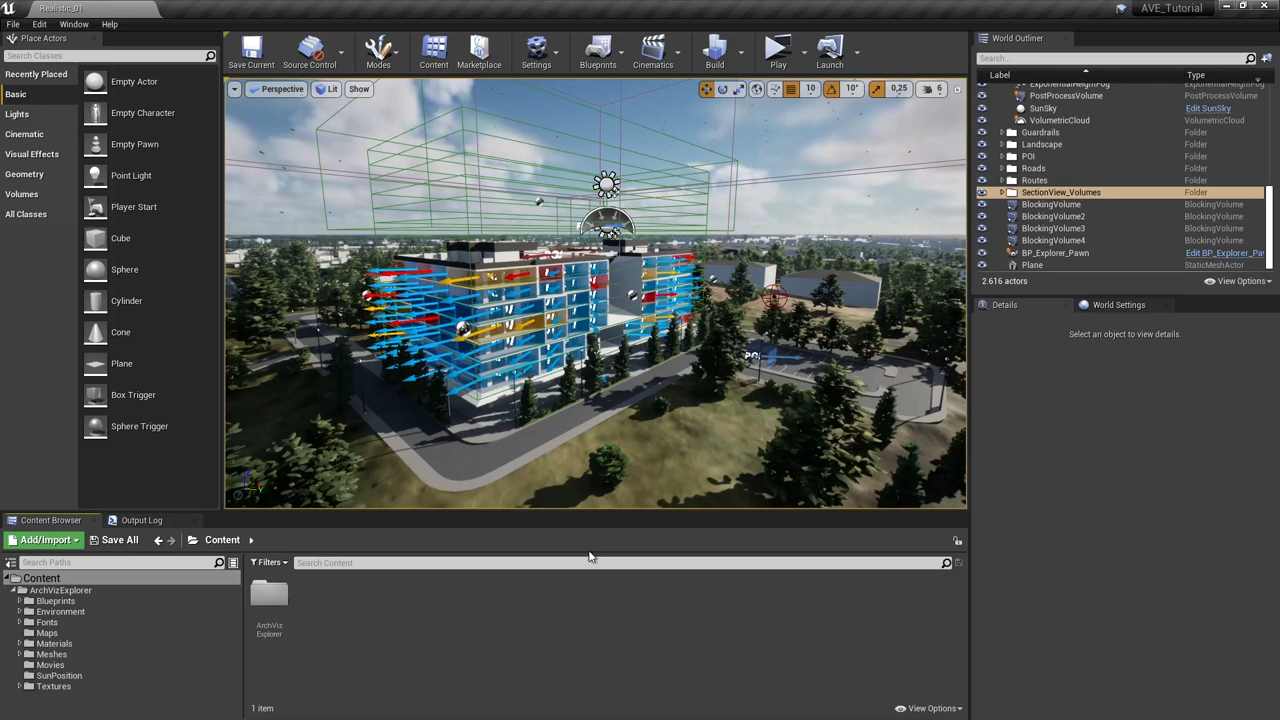 Realistic_01
AVE_Tutorial
File Edit Window Help
Place Actors
Search Classes
Recently Placed
Basic
Lights
Cinematic
Visual Effects
Geometry
Volumes
All Classes
Empty Actor
Empty Character
Empty Pawn
Point Light
Player Start
Cube
Sphere
Cylinder
Cone
Plane
Box Trigger
Sphere Trigger
Save Current Source Control Modes Content Marketplace Settings Blueprints Cinematics Build Play Launch
Perspective Lit Show 10 10° 0,25 6
World Outliner
Search...
Label Type
ExponentialHeightFog
PostProcessVolume PostProcessVolume
SunSky Edit SunSky
VolumetricCloud VolumetricCloud
Guardrails Folder
Landscape Folder
POI Folder
Roads Folder
Routes Folder
SectionView_Volumes Folder
BlockingVolume BlockingVolume
BlockingVolume2 BlockingVolume
BlockingVolume3 BlockingVolume
BlockingVolume4 BlockingVolume
BP_Explorer_Pawn Edit BP_Explorer_Pa
Plane StaticMeshActor
2.616 actors View Options
Details World Settings
Select an object to view details.
Content Browser Output Log
Add/Import Save All Content
Search Paths Filters Search Content
Content
ArchVizExplorer
Blueprints
Environment
Fonts
Maps
Materials
Meshes
Movies
SunPosition
Textures
ArchViz
Explorer
1 item View Options